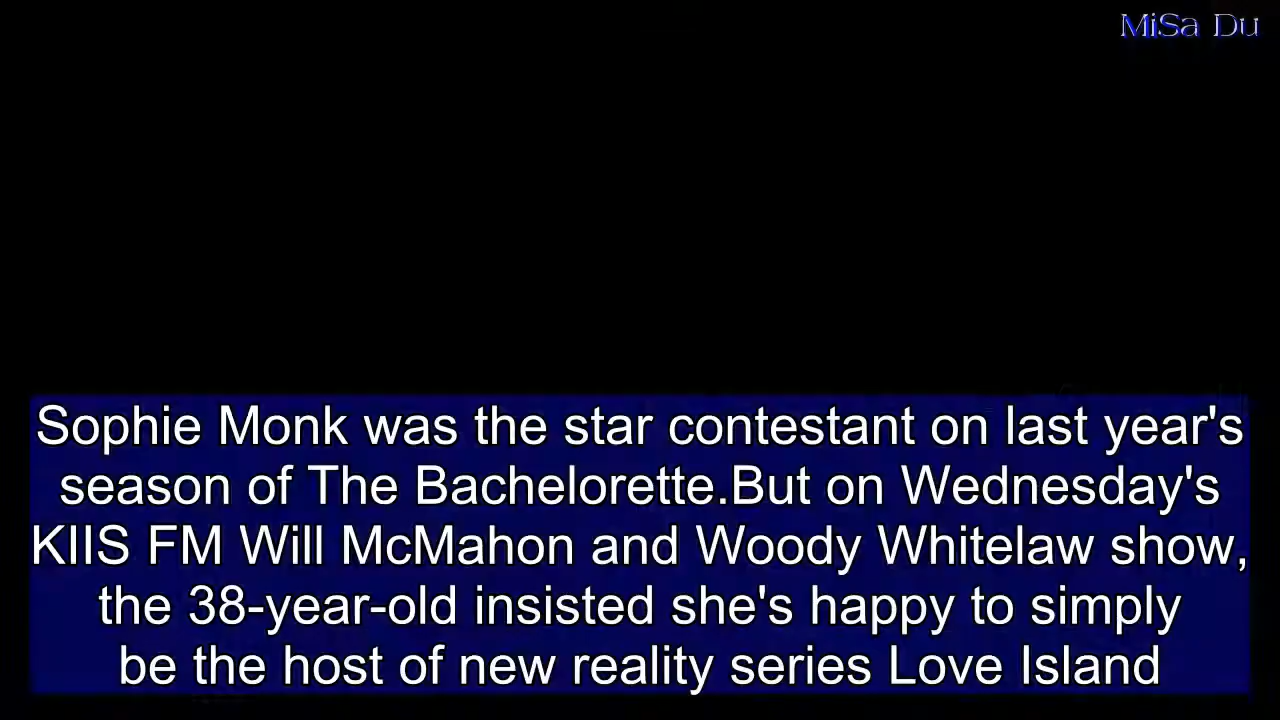 MiSa Du
Sophie Monk was the star contestant on last year's
season of The Bachelorette.But on Wednesday's
KIIS FM Will McMahon and Woody Whitelaw show,
the 38-year-old insisted she's happy to simply
be the host of new reality series Love Island